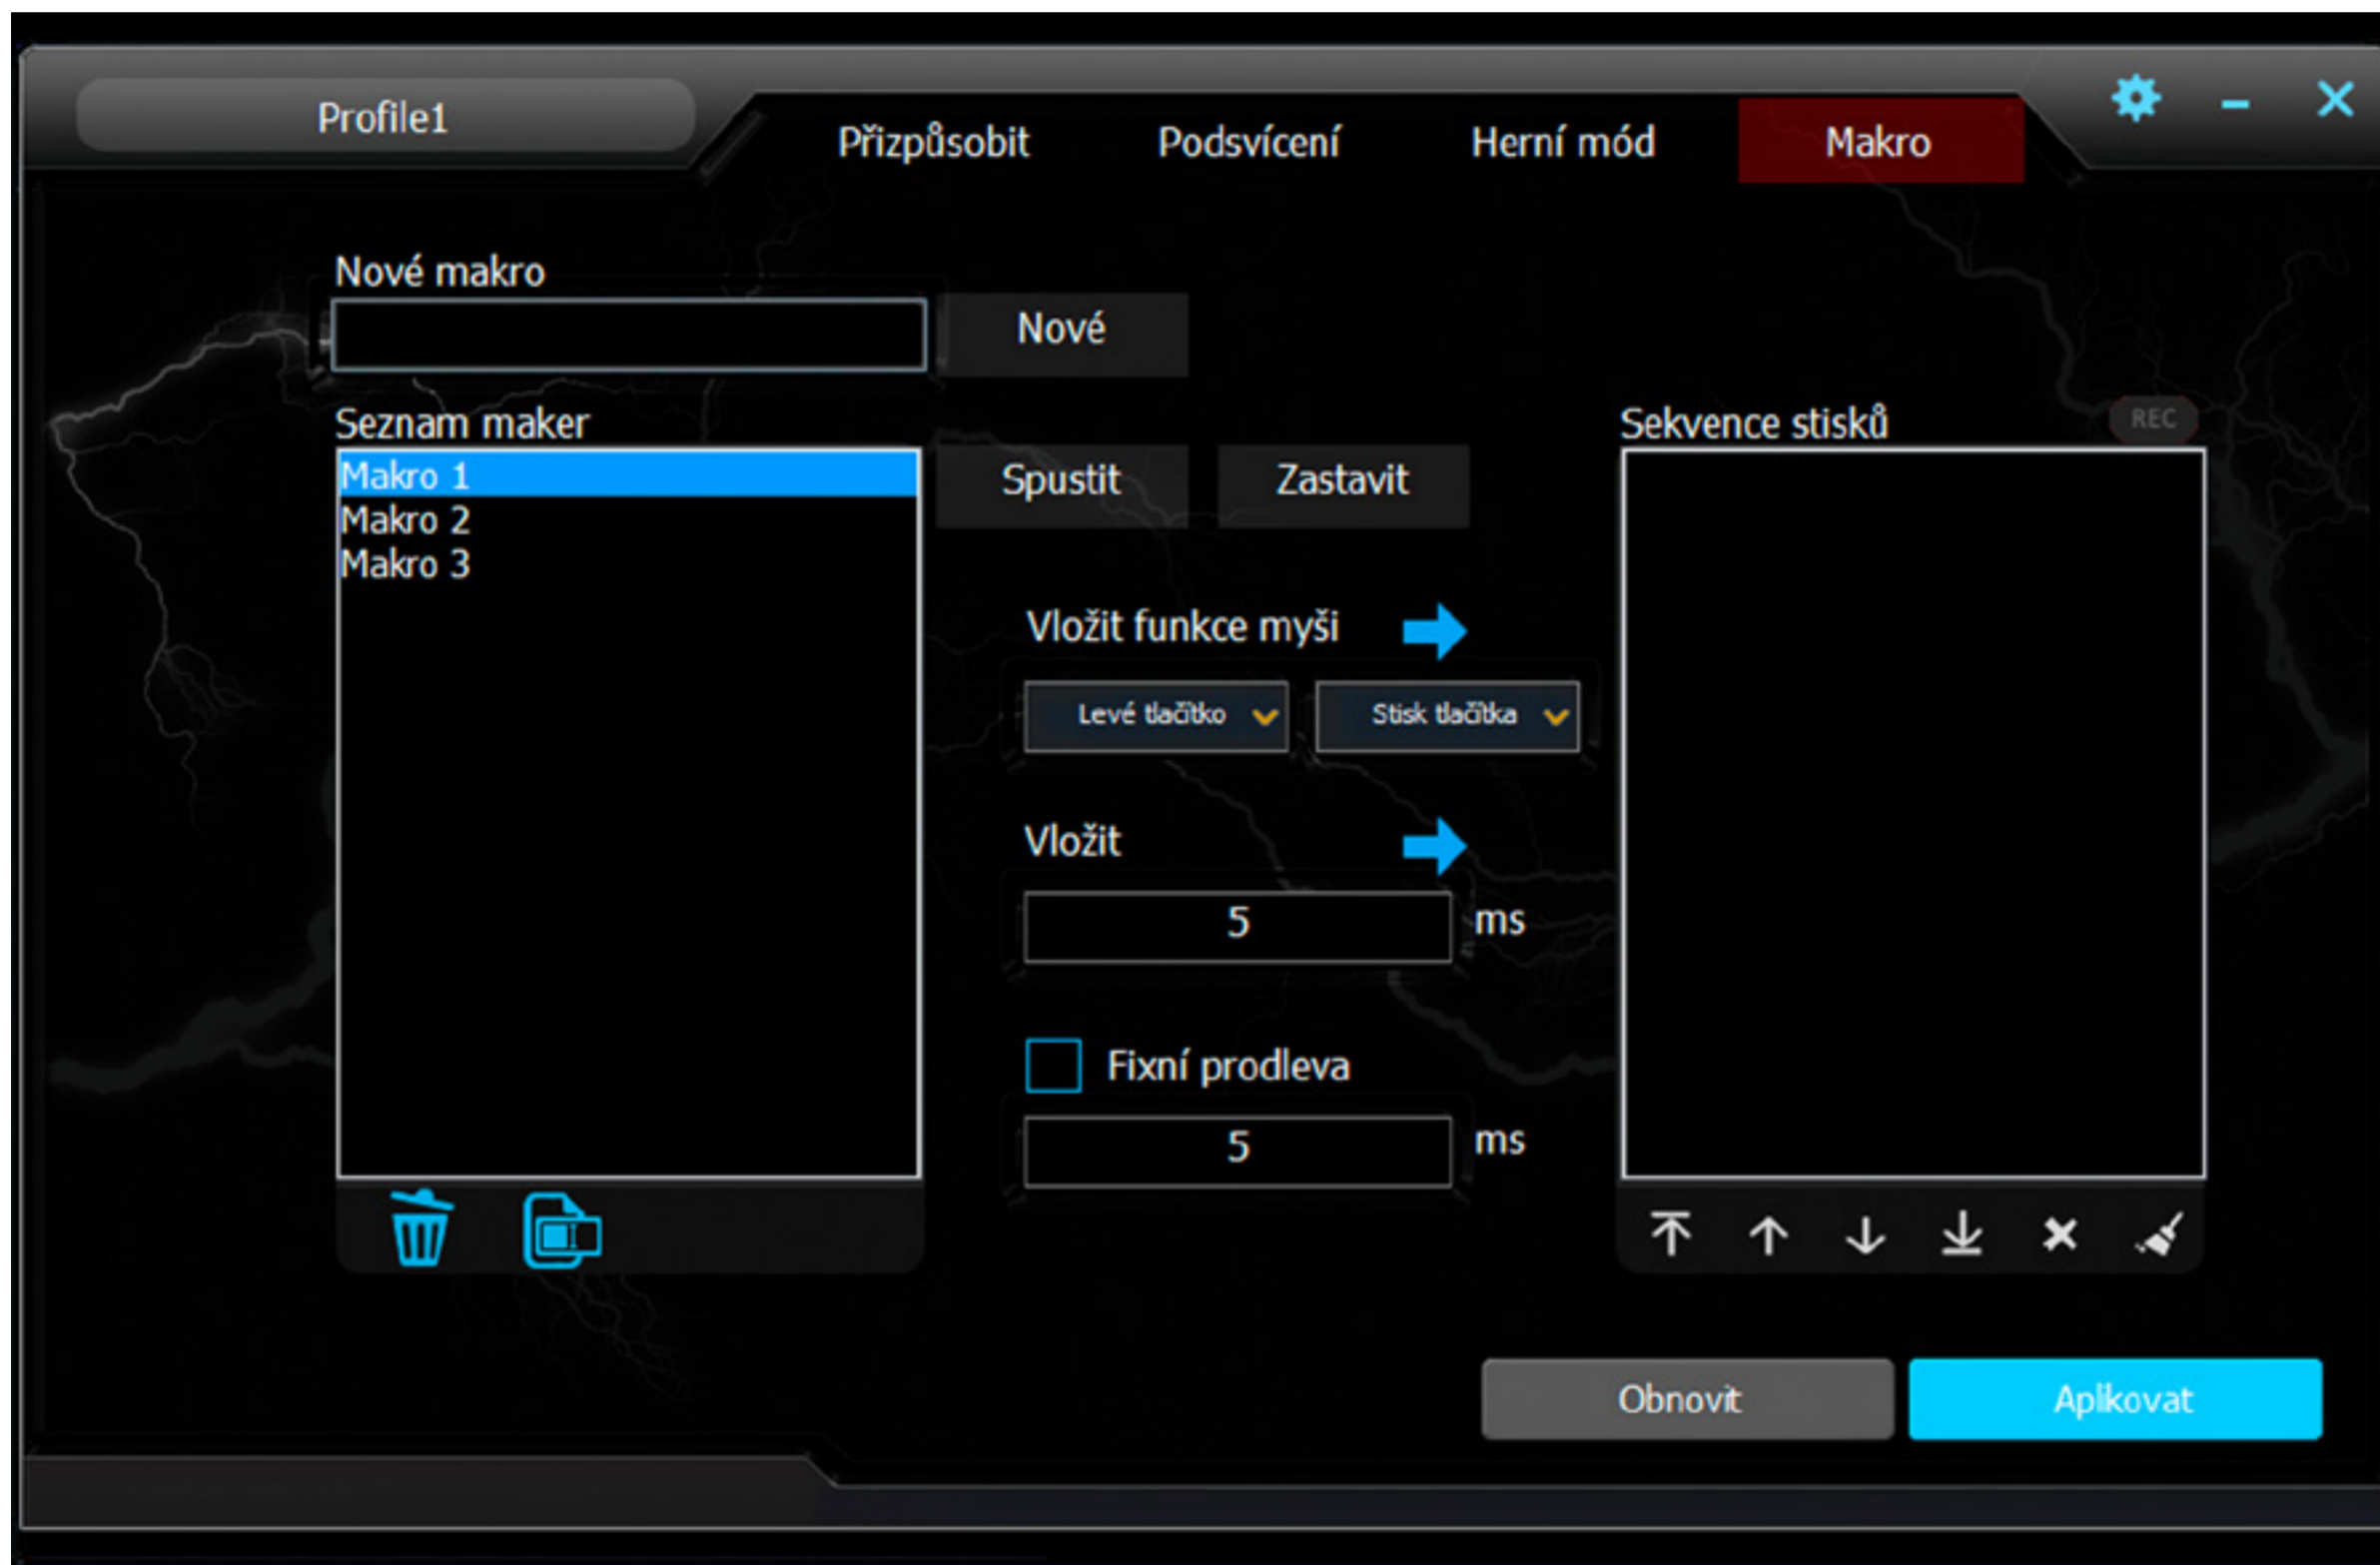 Profile1
Přizpůsobit
Podsvícení
Herní mód
Makro
Nové makro
Nové
Seznam maker
Makro 1
Makro 2
Makro 3
Spustit
Zastavit
Sekvence stisků
REC
Vložit funkce myši
Levé tlačítko
Stisk tlačítka
Vložit
5
ms
Fixní prodleva
5
ms
Obnovit
Aplikovat